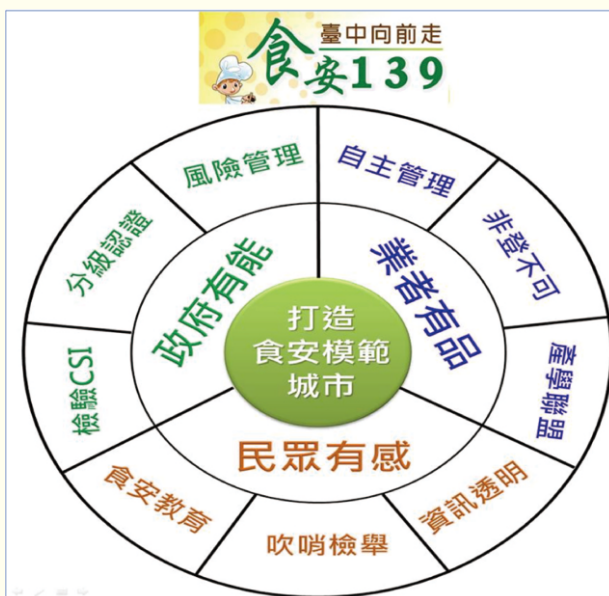 臺中向前走
食安139
風險管理
自主管理
分級認證
非登不可
政府有能
業者有品
打造
食安模範
城市
檢驗CSI
產學聯盟
民眾有感
食安教育
資訊透明
吹哨檢舉